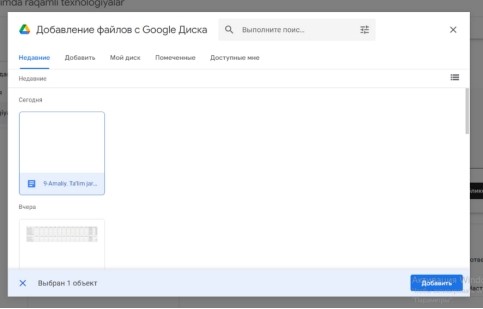 imda raqamli texnologiyalar
Добавление файлов с Google Диска
Выполните поис...
Недавние Добавить Мой диск Помеченные Доступные мне
Недавние
Сегодня
9-Amaliy. Ta'lim jar...
Вчера
Выбран 1 объект
Добавить